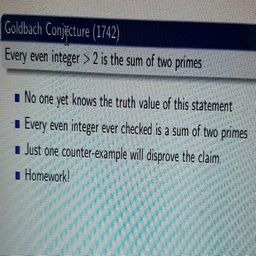 Goldbach Conjecture (1742)
Every even integer > 2 is the sum of two primes
No one yet knows the truth value of this statement
Every even integer ever checked is a sum of two primes
Just one counter-example will disprove the claim
Homework!